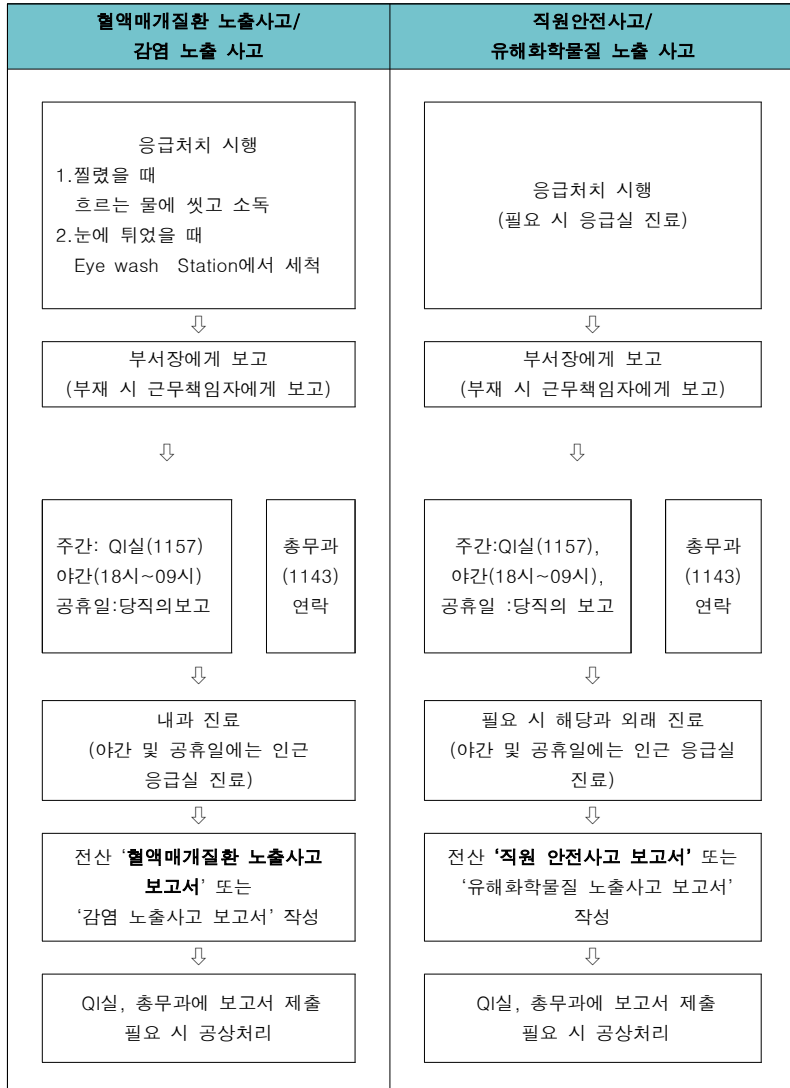 혈액매개질환 노출사고/
감염 노출 사고
응급처치 시행
1.찔렸을 때
흐르는 물에 씻고 소독
2.눈에 튀었을 때
Eye wash Station에서 세척
⇩
부서장에게 보고
(부재 시 근무책임자에게 보고)
⇩
주간: QI실(1157)
야간(18시~09시)
공휴일:당직의보고
총무과
(1143)
연락
⇩
내과 진료
(야간 및 공휴일에는 인근
응급실 진료)
⇩
전산 ‘혈액매개질환 노출사고
보고서’ 또는
‘감염 노출사고 보고서’ 작성
⇩
QI실, 총무과에 보고서 제출
필요 시 공상처리
직원안전사고/
유해화학물질 노출 사고
응급처치 시행
(필요 시 응급실 진료)
⇩
부서장에게 보고
(부재 시 근무책임자에게 보고)
⇩
주간:QI실(1157),
야간(18시~09시),
공휴일 :당직의 보고
총무과
(1143)
연락
⇩
필요 시 해당과 외래 진료
(야간 및 공휴일에는 인근 응급실
진료)
⇩
전산 ‘직원 안전사고 보고서’ 또는
‘유해화학물질 노출사고 보고서’
작성
⇩
QI실, 총무과에 보고서 제출
필요 시 공상처리